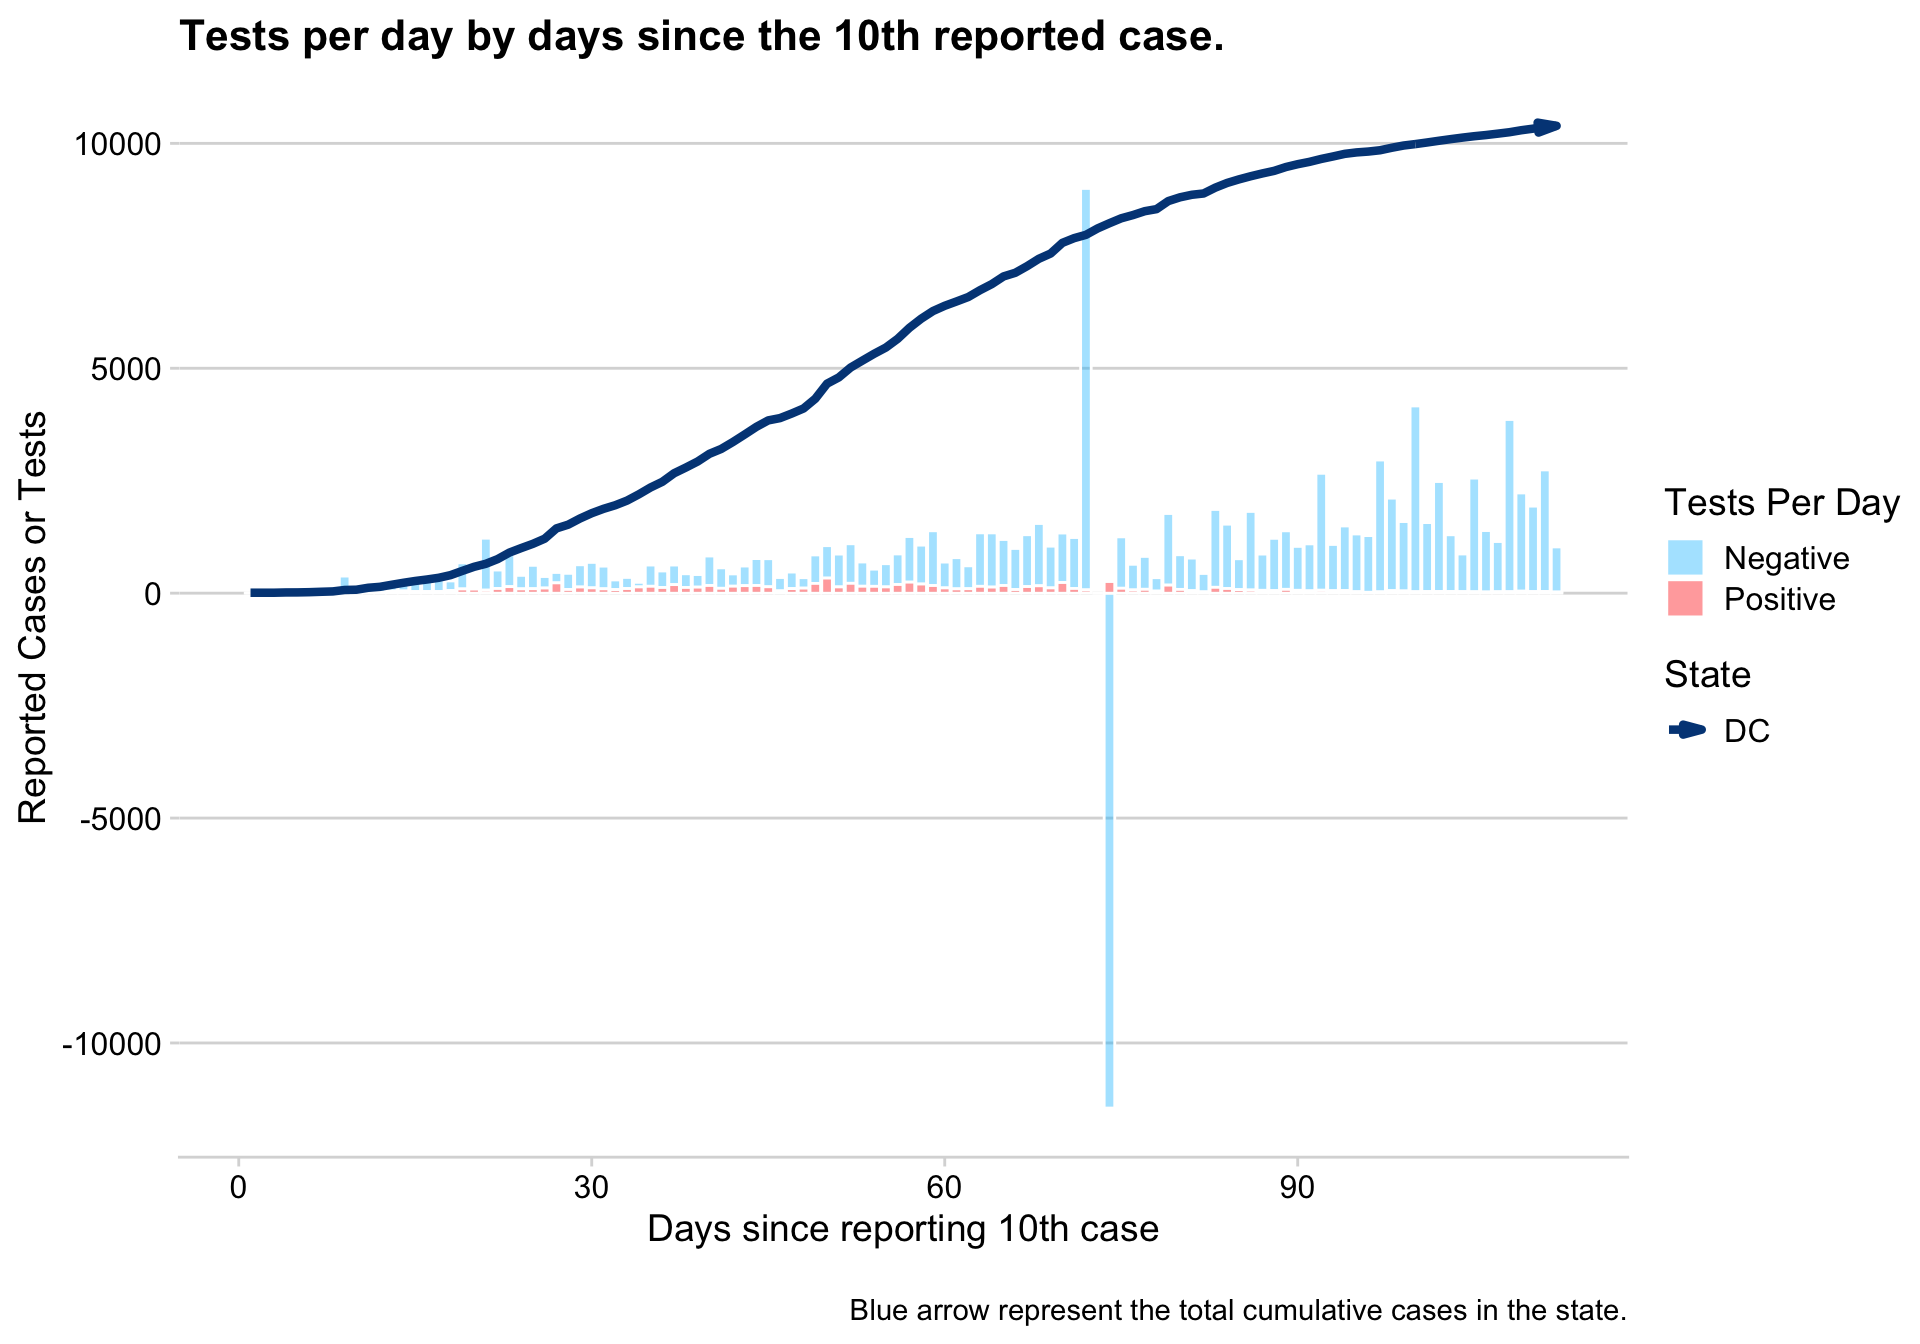 Tests per day by days since the 10th reported case.
Reported Cases or Tests
10000
5000
0
-5000
-10000
0 30 60 90
Days since reporting 10th case
Tests Per Day
Negative
Positive
State
DC
Blue arrow represent the total cumulative cases in the state.